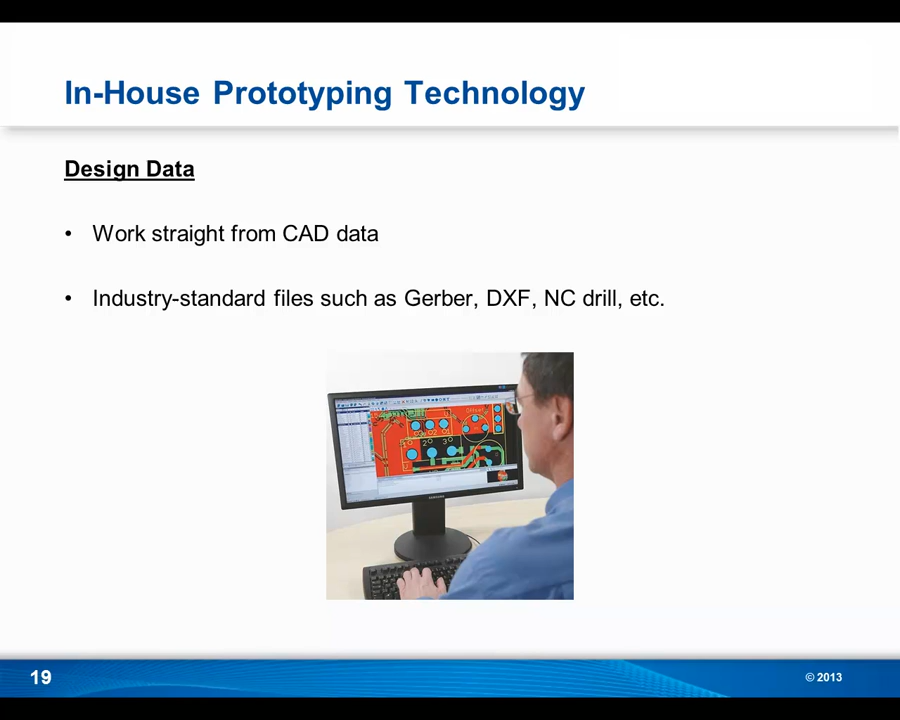 In-House Prototyping Technology
Design Data
• Work straight from CAD data
• Industry-standard files such as Gerber, DXF, NC drill, etc.
19
© 2013